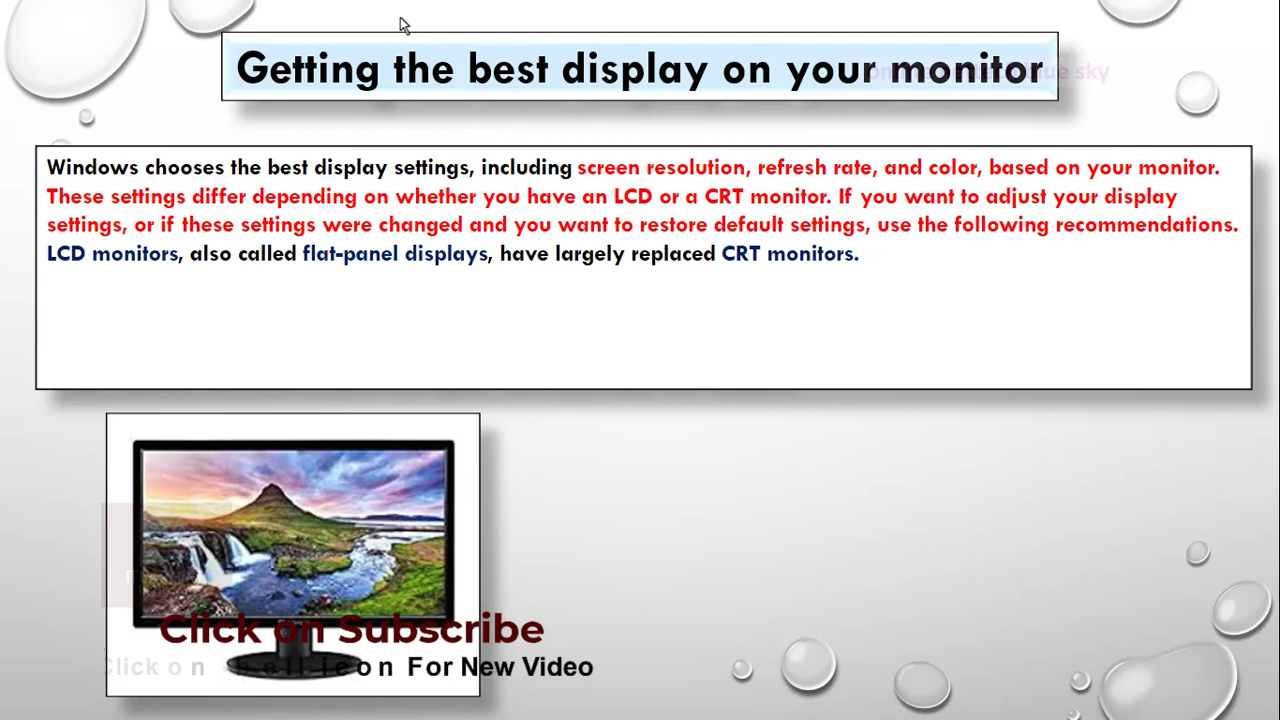 Getting the best display on your monitor
Windows chooses the best display settings, including screen resolution, refresh rate, and color, based on your monitor.
These settings differ depending on whether you have an LCD or a CRT monitor. If you want to adjust your display
settings, or if these settings were changed and you want to restore default settings, use the following recommendations.
LCD monitors, also called flat-panel displays, have largely replaced CRT monitors.
Click on Subscribe
Click on bell icon For New Video